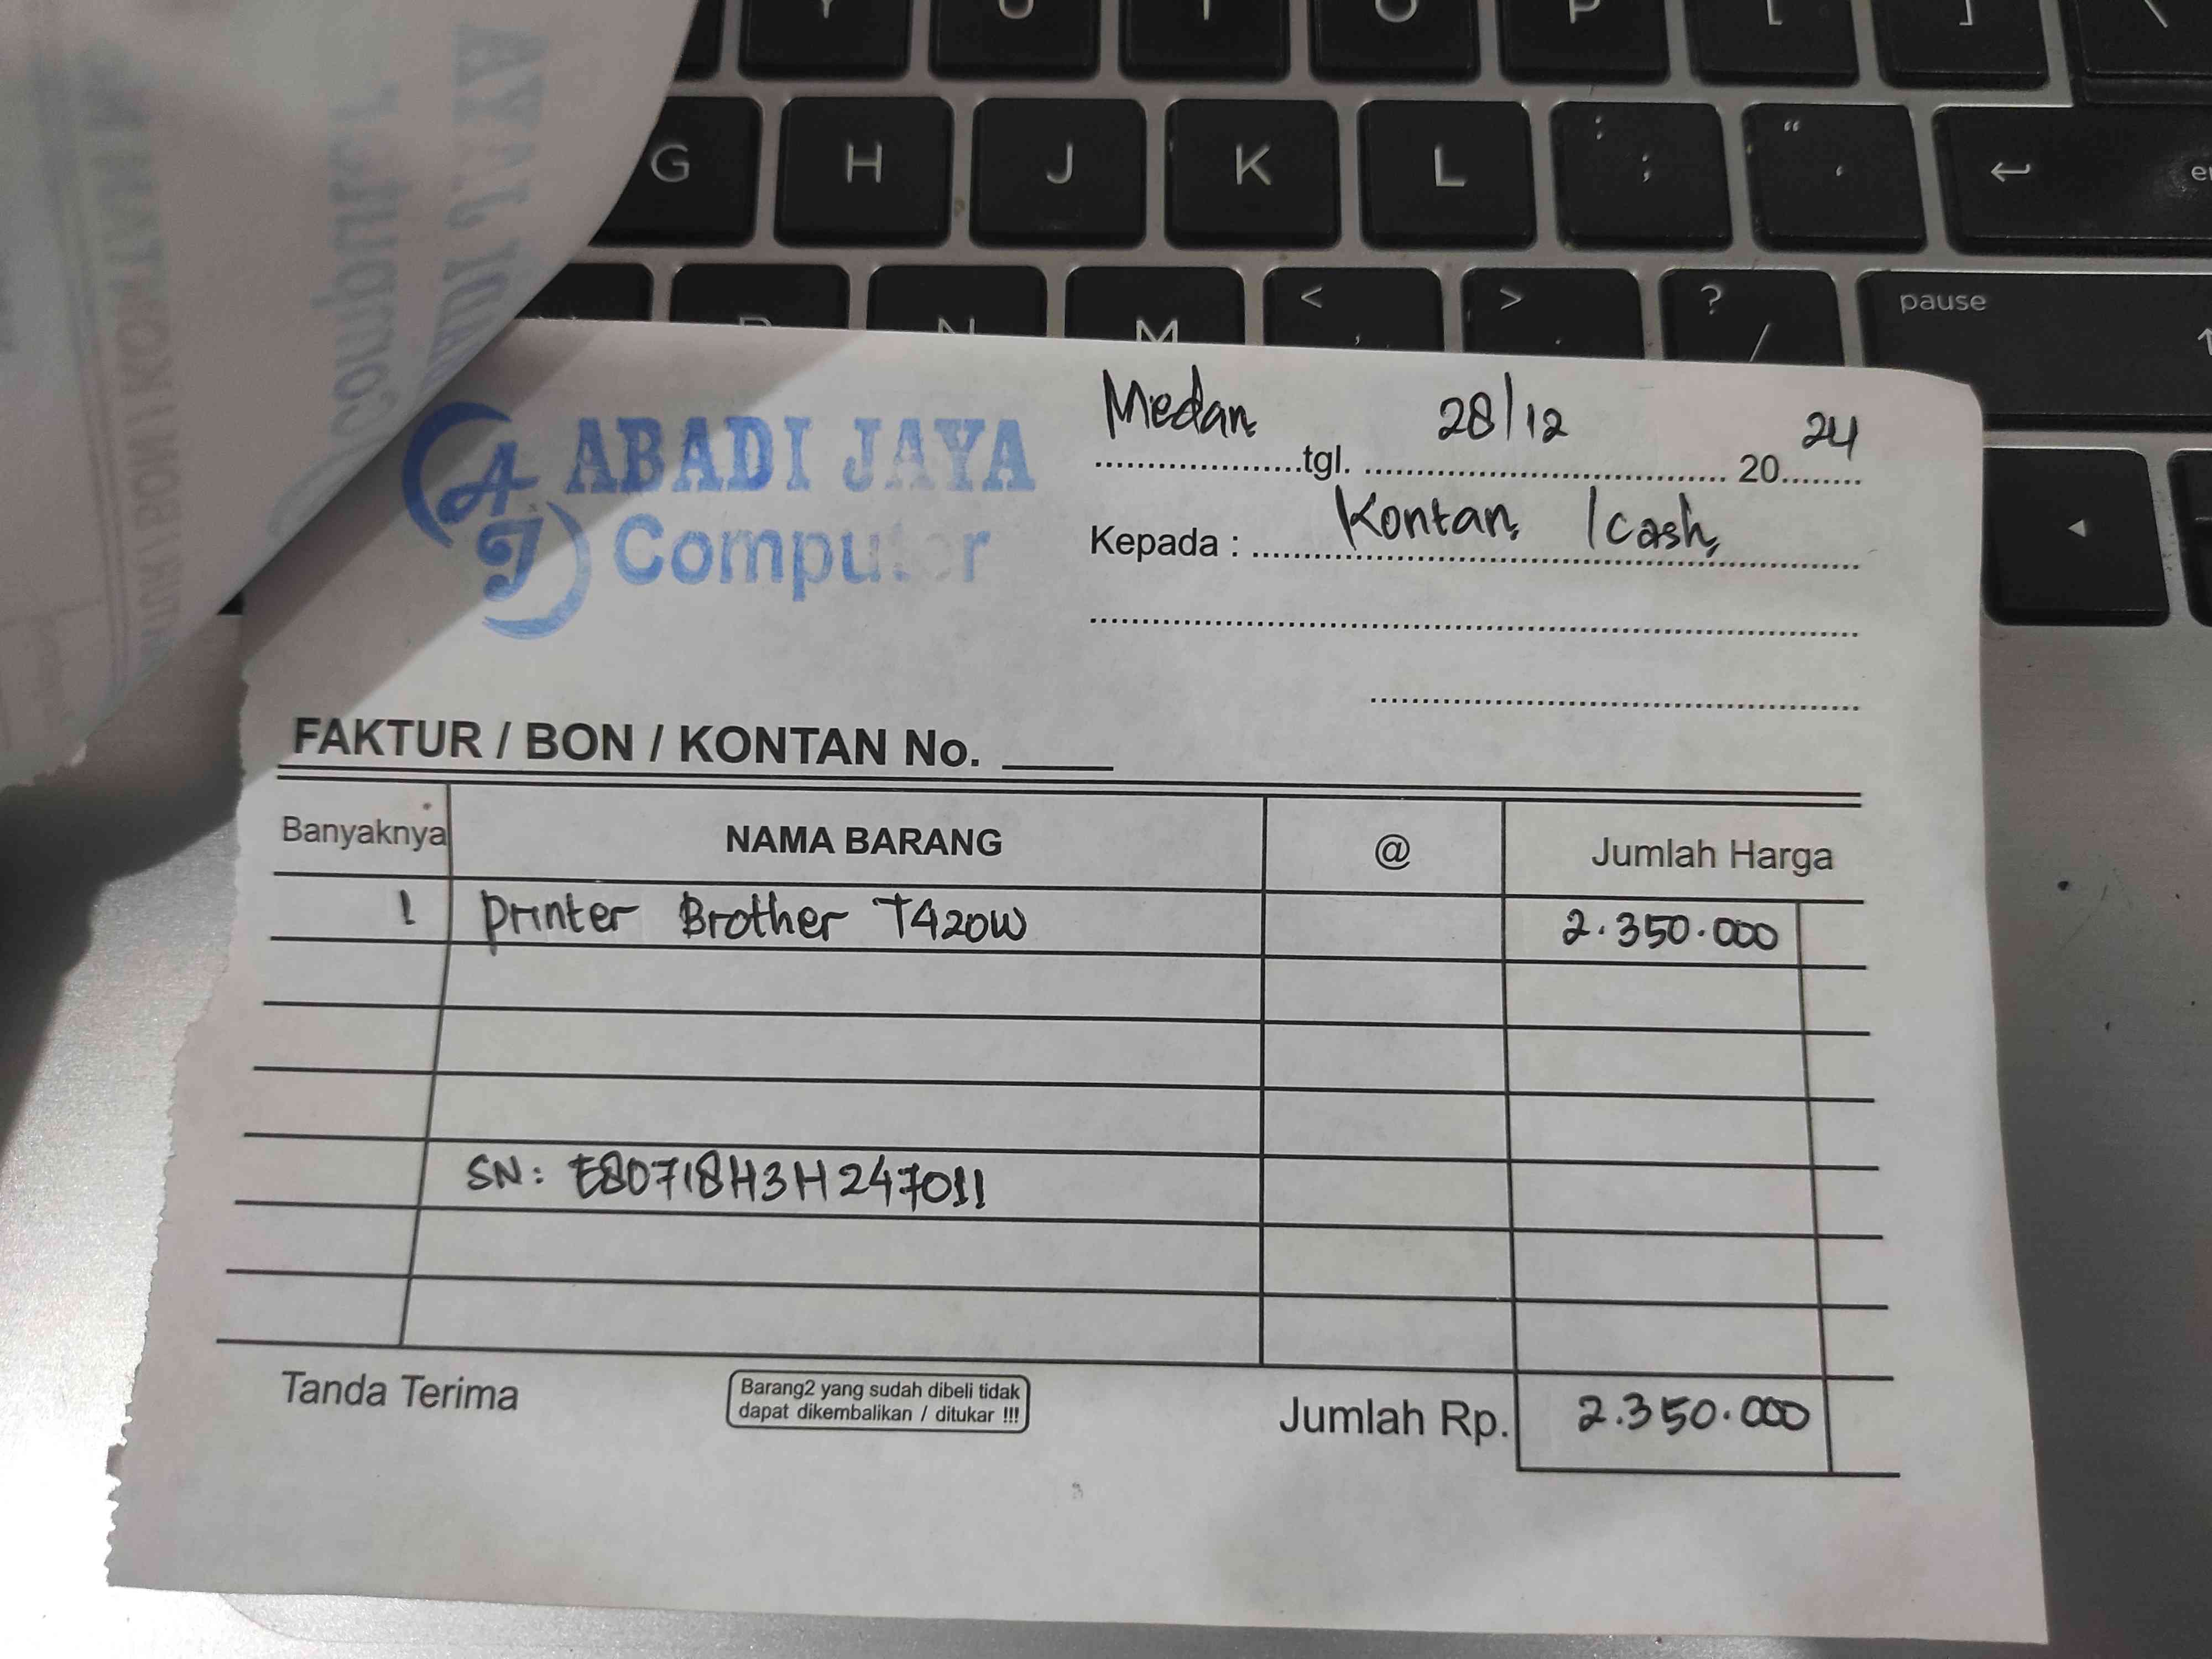 ABADI JAYA
Computer
Medan tgl. 28/12 2024
Kepada : Kontan /cash
FAKTUR / BON / KONTAN No.
Banyaknya NAMA BARANG @ Jumlah Harga
1 Printer Brother T420W 2.350.000
SN: E80718H3H247011
Tanda Terima
Barang2 yang sudah dibeli tidak
dapat dikembalikan / ditukar !!!
Jumlah Rp. 2.350.000
G H J K L ; : " ' ↵
M < , > . ? / pause